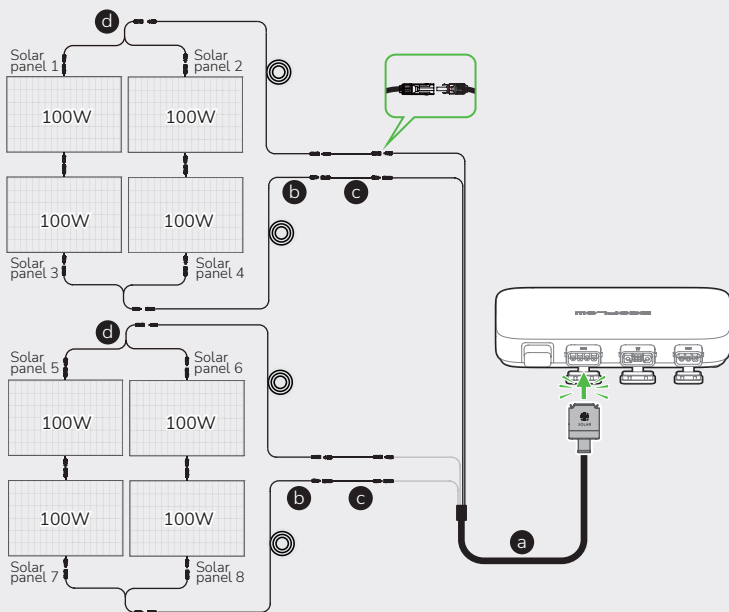 d
Solar
panel 1
Solar
panel 2
100W
100W
100W
100W
b
c
Solar
panel 3
Solar
panel 4
d
Solar
panel 5
Solar
panel 6
100W
100W
SOLAR
b
c
100W
100W
a
Solar
panel 7
Solar
panel 8